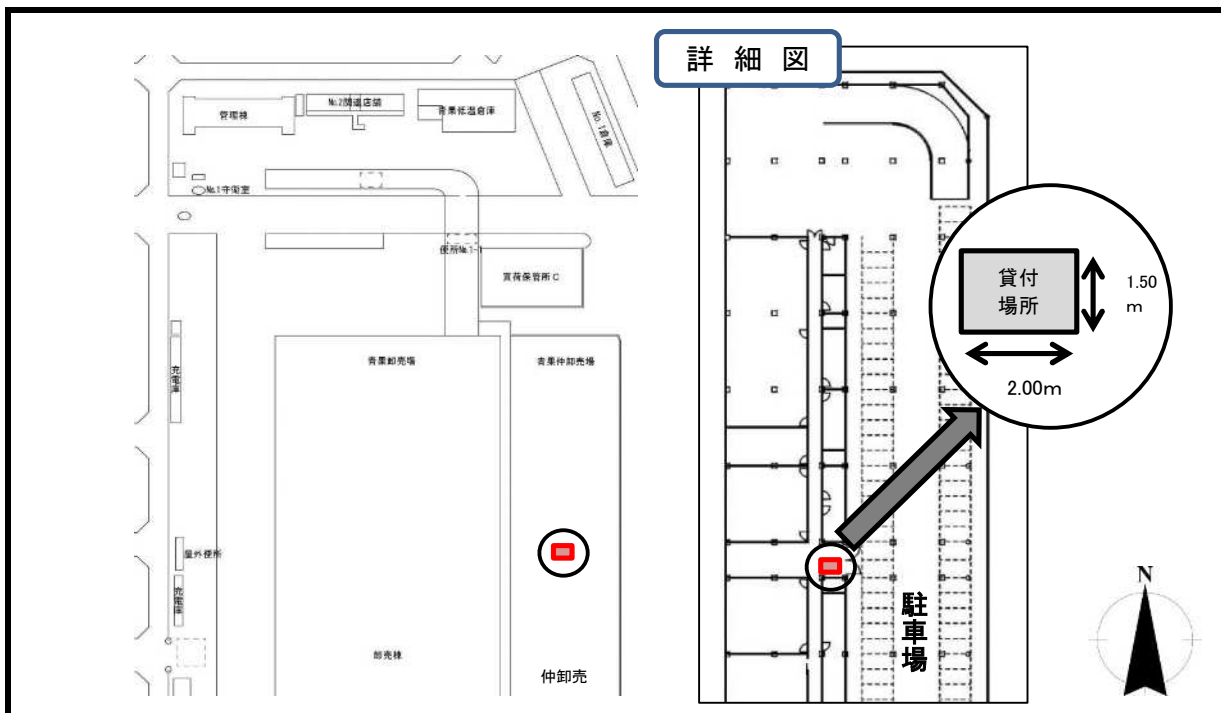 詳細図
管理棟
No.2関連店舗
青果低温倉庫
No.1倉庫
No.1守衛室
便所No.1-1
買荷保管所C
青果卸売場
青果仲卸売場
充電庫
屋外便所
充電庫
卸売棟
仲卸売
貸付
場所
1.50
m
2.00m
駐車場
N